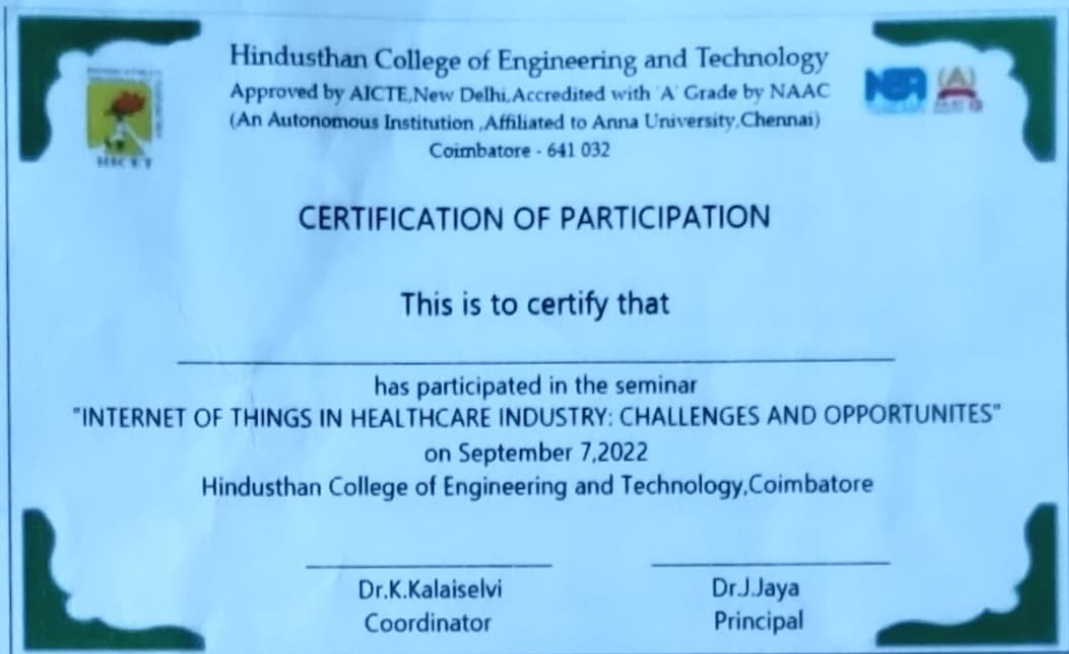 Hindusthan College of Engineering and Technology
Approved by AICTE,New Delhi,Accredited with 'A' Grade by NAAC
(An Autonomous Institution ,Affiliated to Anna University,Chennai)
Coimbatore - 641 032
HICET
NBA
CERTIFICATION OF PARTICIPATION
This is to certify that
has participated in the seminar
"INTERNET OF THINGS IN HEALTHCARE INDUSTRY: CHALLENGES AND OPPORTUNITES"
on September 7,2022
Hindusthan College of Engineering and Technology,Coimbatore
Dr.K.Kalaiselvi
Dr.J.Jaya
Coordinator
Principal